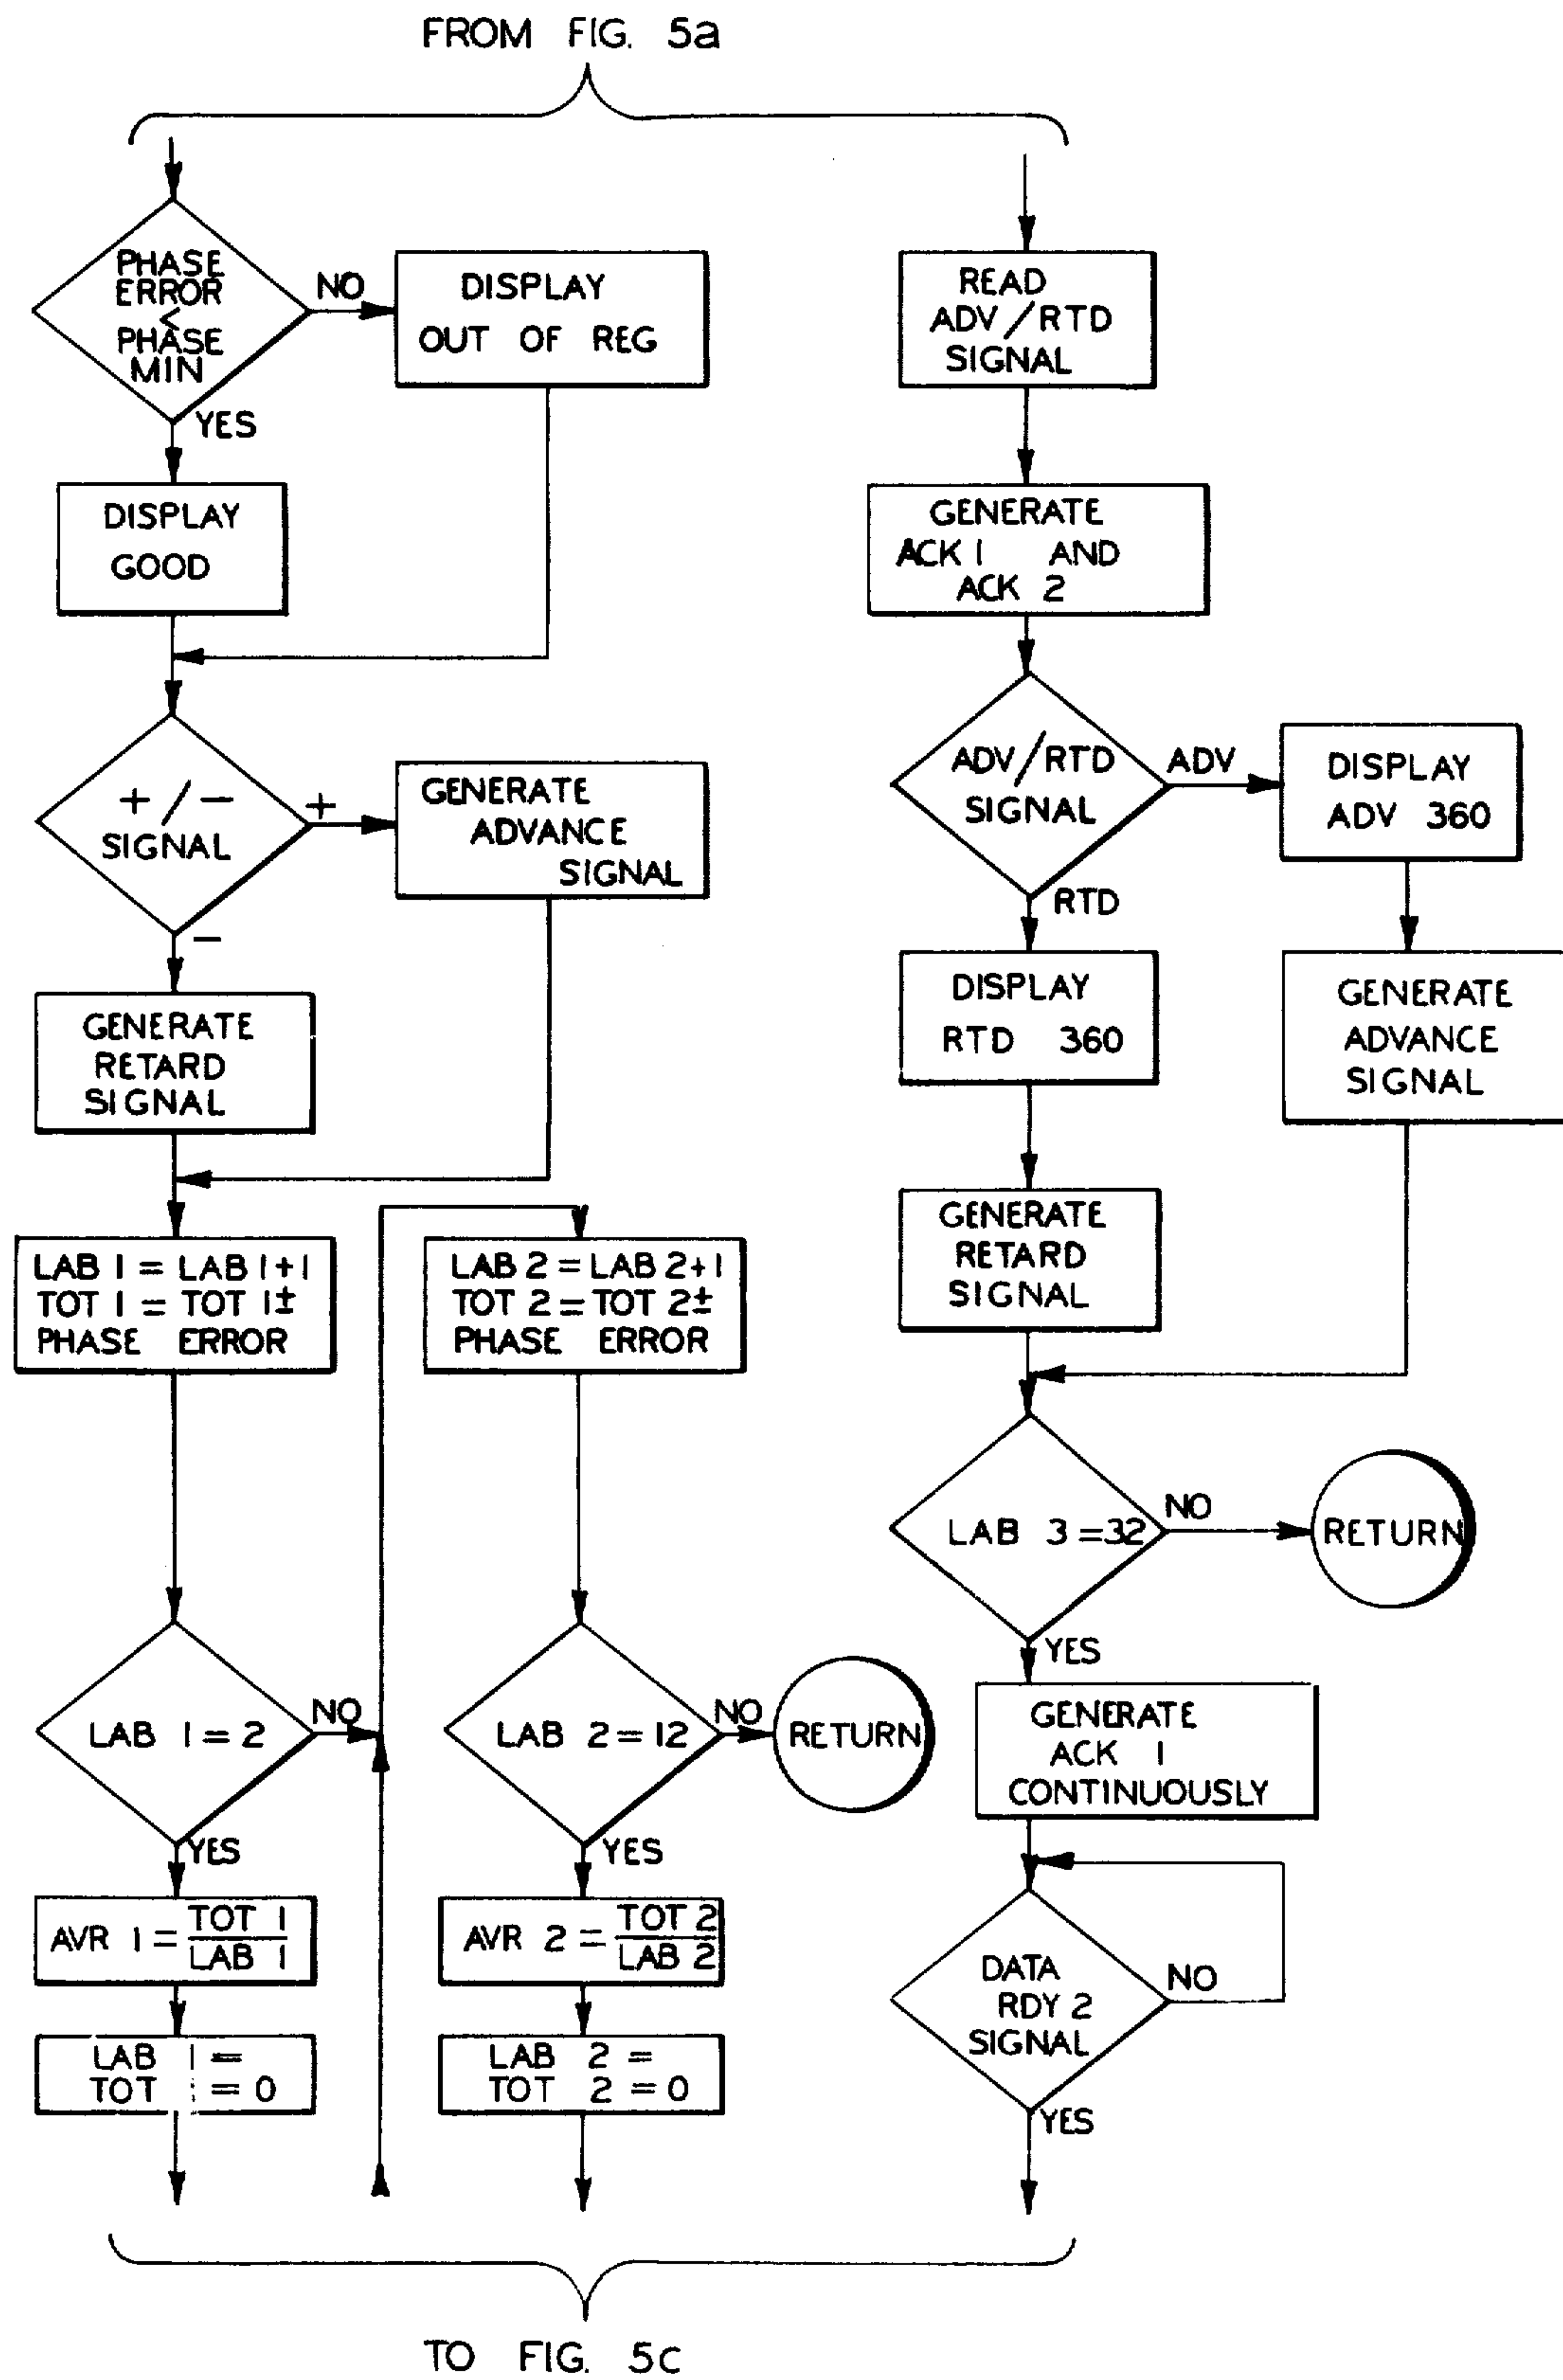 FROM FIG. 5a
PHASE
ERROR
<
PHASE
MIN
NO
YES
DISPLAY
OUT OF REG
DISPLAY
GOOD
+/−
SIGNAL
+
−
GENERATE
ADVANCE
SIGNAL
GENERATE
RETARD
SIGNAL
LAB 1 = LAB 1+1
TOT 1 = TOT 1±
PHASE ERROR
LAB 1 = 2
NO
YES
AVR 1 = TOT 1
LAB 1
LAB 1 =
TOT 1 = 0
LAB 2 = LAB 2+1
TOT 2 = TOT 2±
PHASE ERROR
LAB 2 = 12
NO
RETURN
YES
AVR 2 = TOT 2
LAB 2
LAB 2 =
TOT 2 = 0
READ
ADV/RTD
SIGNAL
GENERATE
ACK 1 AND
ACK 2
ADV/RTD
SIGNAL
ADV
RTD
DISPLAY
ADV 360
GENERATE
ADVANCE
SIGNAL
DISPLAY
RTD 360
GENERATE
RETARD
SIGNAL
LAB 3 = 32
NO
RETURN
YES
GENERATE
ACK 1
CONTINUOUSLY
DATA
RDY 2
SIGNAL
NO
YES
TO FIG. 5c